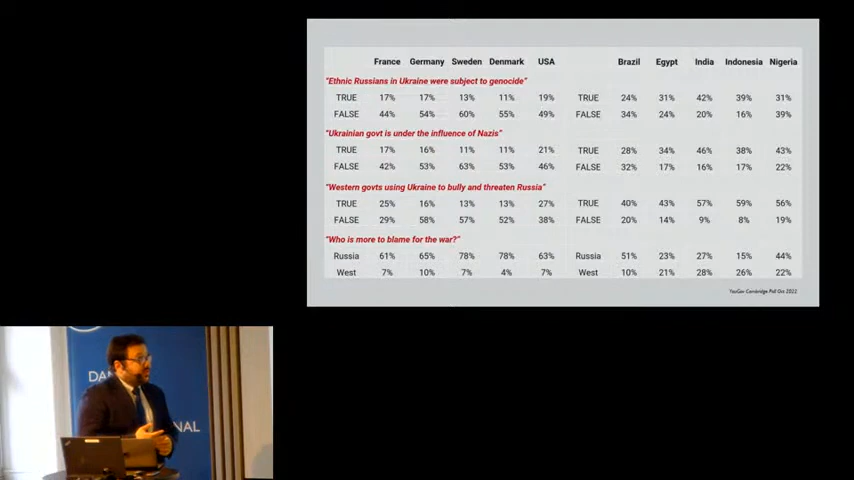 France Germany Sweden Denmark USA Brazil Egypt India Indonesia Nigeria
"Ethnic Russians in Ukraine were subject to genocide"
TRUE 17% 17% 13% 11% 19% TRUE 24% 31% 42% 39% 31%
FALSE 44% 54% 60% 55% 49% FALSE 34% 24% 20% 16% 39%
"Ukrainian govt is under the influence of Nazis"
TRUE 17% 16% 11% 11% 21% TRUE 28% 34% 46% 38% 43%
FALSE 42% 53% 63% 53% 46% FALSE 32% 17% 16% 17% 22%
"Western govts using Ukraine to bully and threaten Russia"
TRUE 25% 16% 13% 13% 27% TRUE 40% 43% 57% 59% 56%
FALSE 29% 58% 57% 52% 38% FALSE 20% 14% 9% 8% 19%
"Who is more to blame for the war?"
Russia 61% 65% 78% 78% 63% Russia 51% 23% 27% 15% 44%
West 7% 10% 7% 4% 7% West 10% 21% 28% 26% 22%
YouGov Cambridge Poll Oct 2022